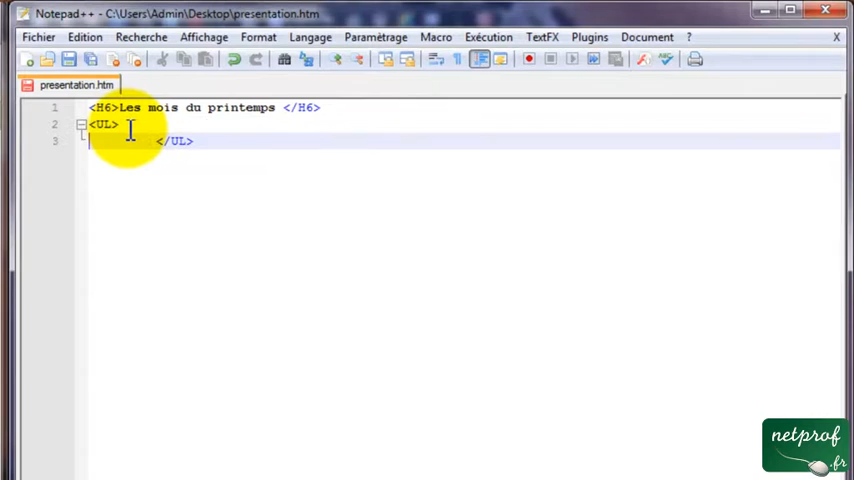 Notepad++ - C:\Users\Admin\Desktop\presentation.htm
Fichier Edition Recherche Affichage Format Langage Paramètrage Macro Exécution TextFX Plugins Document ? X
presentation.htm
1 <H6>Les mois du printemps </H6>
2 <UL>
3 </UL>
netprof
.fr